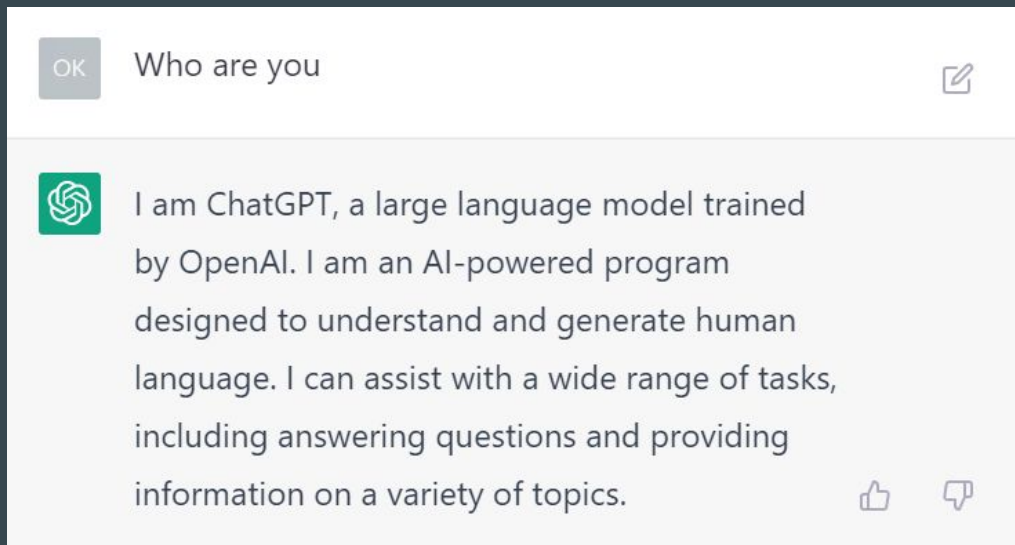 OK
Who are you
I am ChatGPT, a large language model trained
by OpenAI. I am an AI-powered program
designed to understand and generate human
language. I can assist with a wide range of tasks,
including answering questions and providing
information on a variety of topics.